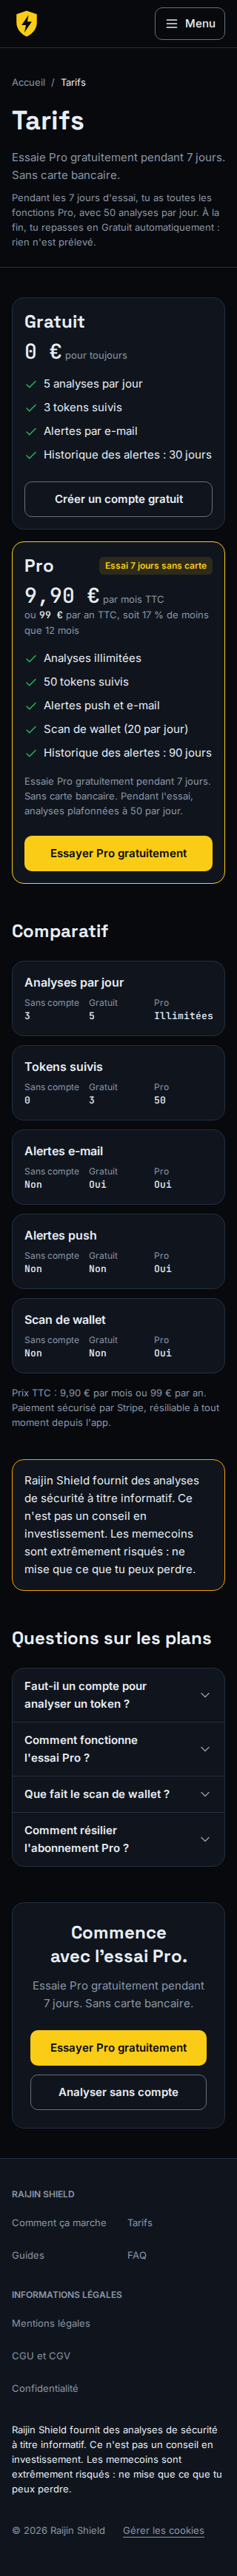 Menu
Accueil / Tarifs
Tarifs
Essaie Pro gratuitement pendant 7 jours.
Sans carte bancaire.
Pendant les 7 jours d'essai, tu as toutes les
fonctions Pro, avec 50 analyses par jour. À la
fin, tu repasses en Gratuit automatiquement :
rien n'est prélevé.
Gratuit
0 € pour toujours
5 analyses par jour
3 tokens suivis
Alertes par e-mail
Historique des alertes : 30 jours
Créer un compte gratuit
Pro
Essai 7 jours sans carte
9,90 € par mois TTC
ou 99 € par an TTC, soit 17 % de moins
que 12 mois
Analyses illimitées
50 tokens suivis
Alertes push et e-mail
Scan de wallet (20 par jour)
Historique des alertes : 90 jours
Essaie Pro gratuitement pendant 7 jours.
Sans carte bancaire. Pendant l'essai,
analyses plafonnées à 50 par jour.
Essayer Pro gratuitement
Comparatif
Analyses par jour
Sans compte Gratuit Pro
3 5 Illimitées
Tokens suivis
Sans compte Gratuit Pro
0 3 50
Alertes e-mail
Sans compte Gratuit Pro
Non Oui Oui
Alertes push
Sans compte Gratuit Pro
Non Non Oui
Scan de wallet
Sans compte Gratuit Pro
Non Non Oui
Prix TTC : 9,90 € par mois ou 99 € par an.
Paiement sécurisé par Stripe, résiliable à tout
moment depuis l'app.
Raijin Shield fournit des analyses
de sécurité à titre informatif. Ce
n'est pas un conseil en
investissement. Les memecoins
sont extrêmement risqués : ne
mise que ce que tu peux perdre.
Questions sur les plans
Faut-il un compte pour
analyser un token ?
Comment fonctionne
l'essai Pro ?
Que fait le scan de wallet ?
Comment résilier
l'abonnement Pro ?
Commence
avec l'essai Pro.
Essaie Pro gratuitement pendant
7 jours. Sans carte bancaire.
Essayer Pro gratuitement
Analyser sans compte
RAIJIN SHIELD
Comment ça marche Tarifs
Guides FAQ
INFORMATIONS LÉGALES
Mentions légales
CGU et CGV
Confidentialité
Raijin Shield fournit des analyses de sécurité
à titre informatif. Ce n'est pas un conseil en
investissement. Les memecoins sont
extrêmement risqués : ne mise que ce que tu
peux perdre.
© 2026 Raijin Shield Gérer les cookies